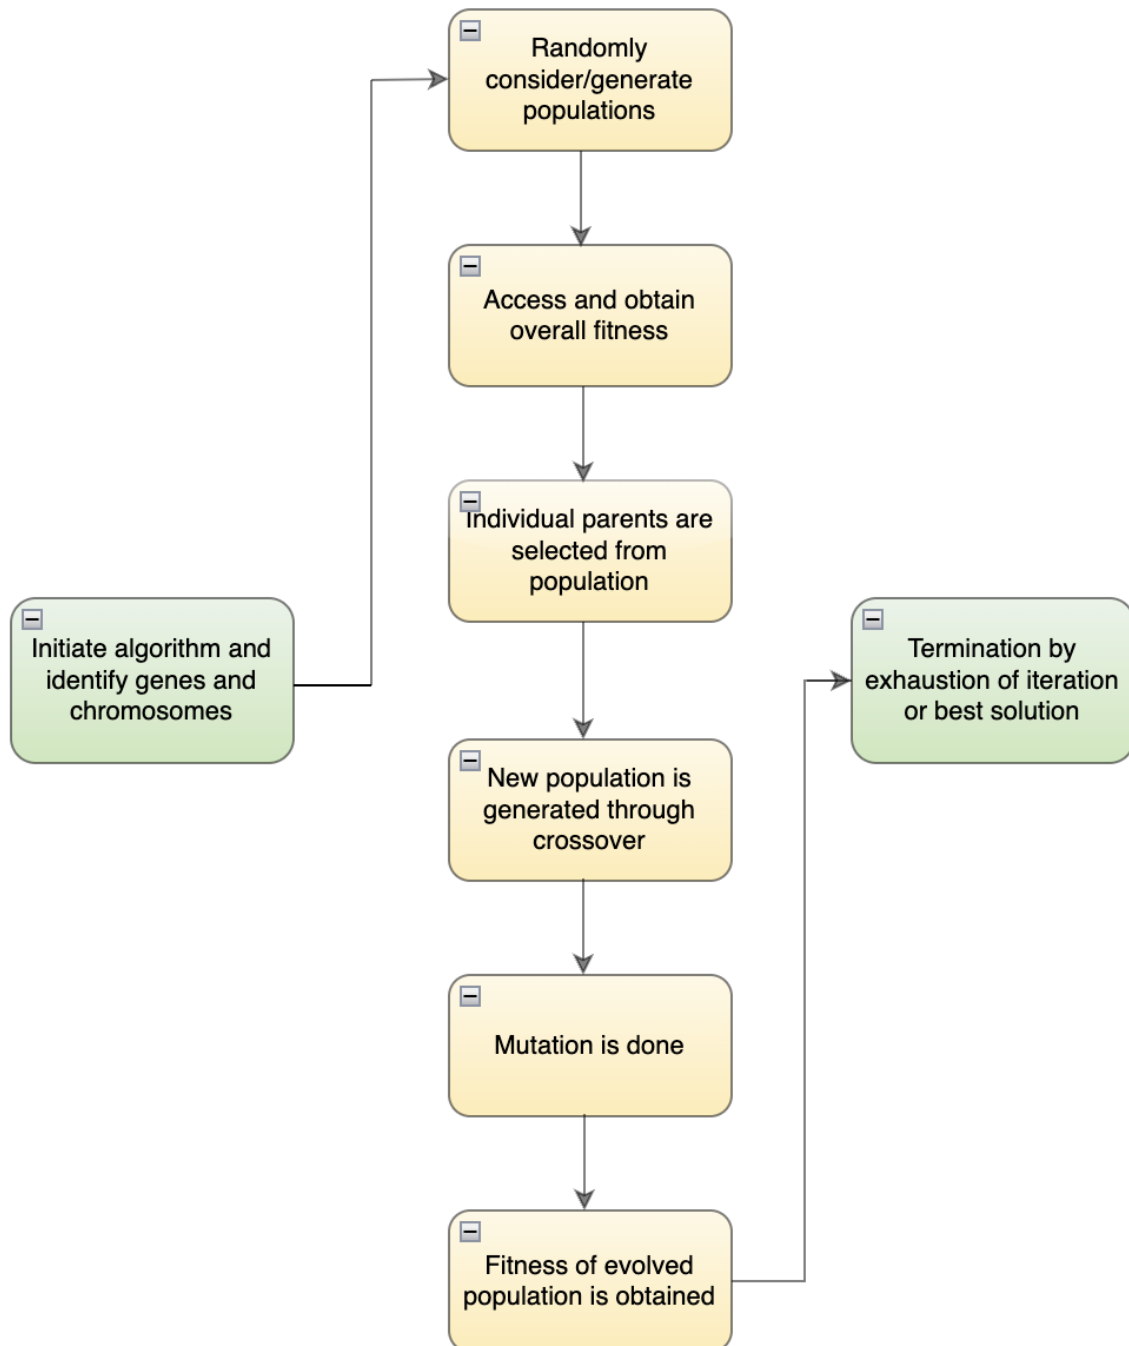 Randomly
consider/generate
populations
Access and obtain
overall fitness
Individual parents are
selected from
population
Initiate algorithm and
identify genes and
chromosomes
Termination by
exhaustion of iteration
or best solution
New population is
generated through
crossover
Mutation is done
Fitness of evolved
population is obtained